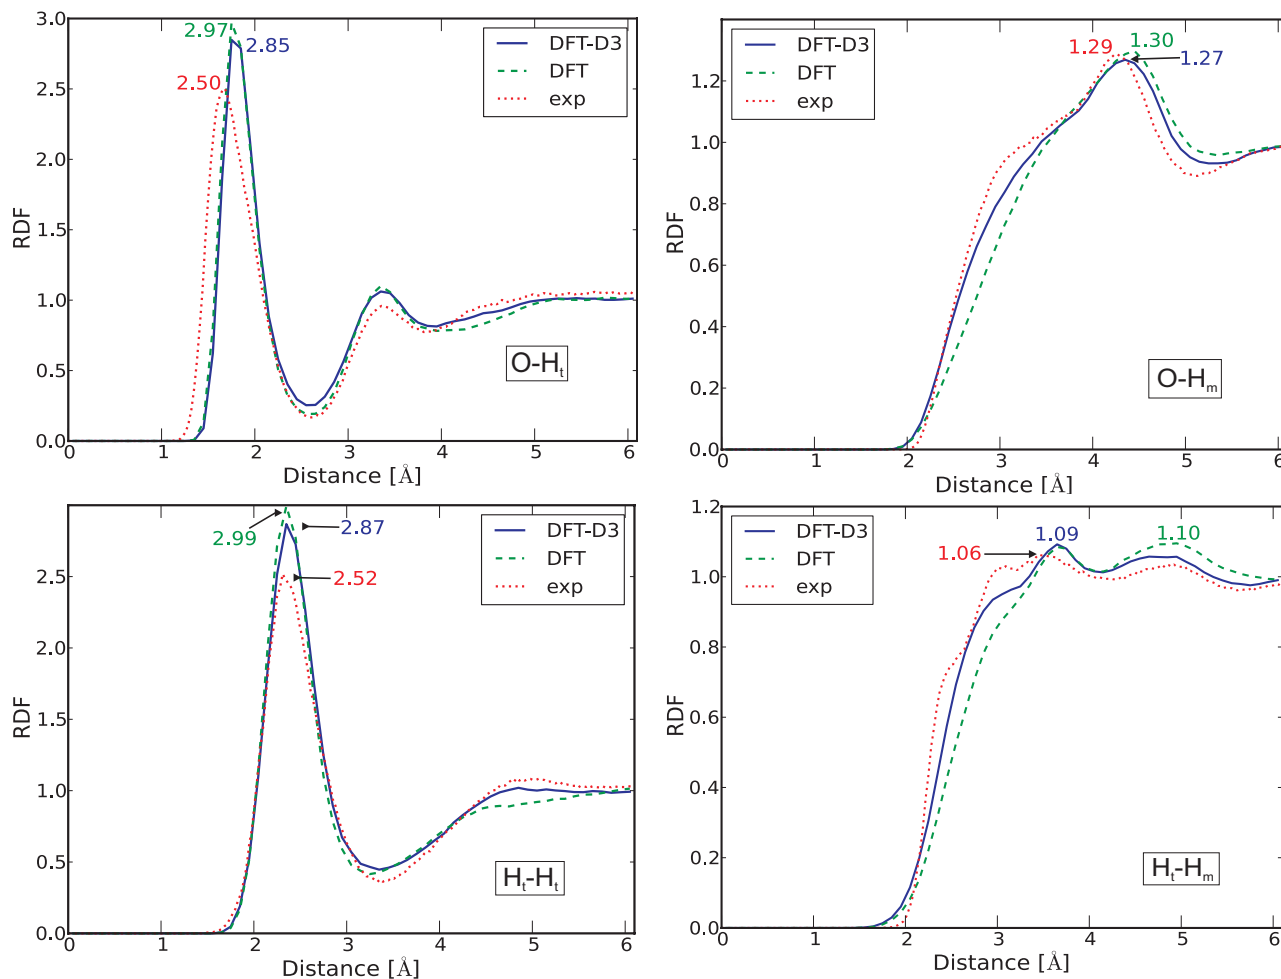 3.0
2.5
2.0
1.5
1.0
0.5
0.0
RDF
2.97
2.85
2.50
DFT-D3
DFT
exp
O-Hₜ
0 1 2 3 4 5 6
Distance [Å]
1.2
1.0
0.8
0.6
0.4
0.2
0.0
RDF
1.29
1.30
1.27
DFT-D3
DFT
exp
O-Hₘ
0 1 2 3 4 5 6
Distance [Å]
2.5
2.0
1.5
1.0
0.5
0.0
RDF
2.99
2.87
2.52
DFT-D3
DFT
exp
Hₜ-Hₜ
0 1 2 3 4 5 6
Distance [Å]
1.2
1.0
0.8
0.6
0.4
0.2
0.0
RDF
1.06
1.09
1.10
DFT-D3
DFT
exp
Hₜ-Hₘ
0 1 2 3 4 5 6
Distance [Å]